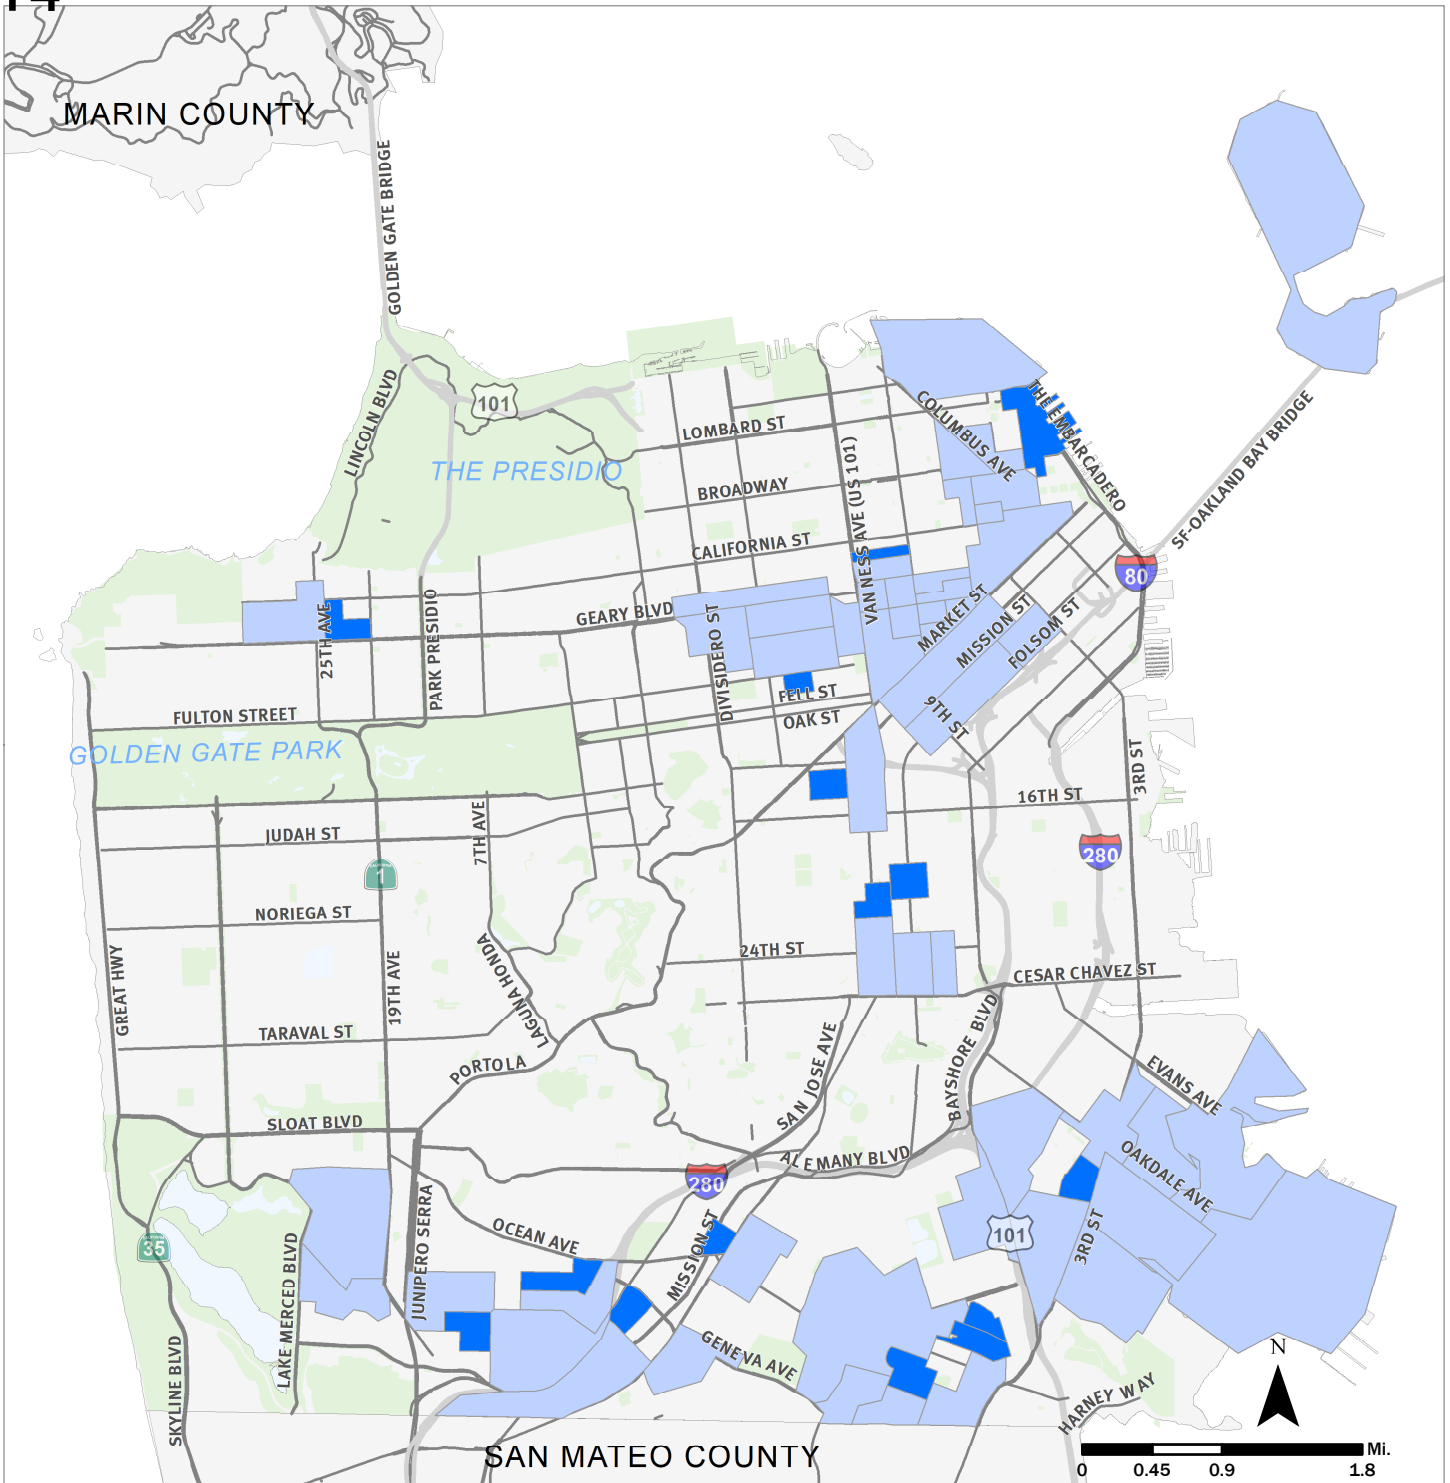 14
MARIN COUNTY
GOLDEN GATE BRIDGE
LINCOLN BLVD
101
THE PRESIDIO
LOMBARD ST
BROADWAY
CALIFORNIA ST
COLUMBUS AVE
THE EMBARCADERO
SF-OAKLAND BAY BRIDGE
VAN NESS AVE (US 101)
80
GEARY BLVD
25TH AVE
PARK PRESIDIO
DIVISIDERO ST
MARKET ST
MISSION ST
FOLSOM ST
FULTON STREET
FELL ST
OAK ST
9TH ST
GOLDEN GATE PARK
3RD ST
16TH ST
JUDAH ST
7TH AVE
280
CALIFORNIA
1
NORIEGA ST
24TH ST
GREAT HWY
19TH AVE
LAGUNA HONDA
CESAR CHAVEZ ST
TARAVAL ST
PORTOLA
SAN JOSE AVE
BAYSHORE BLVD
EVANS AVE
SLOAT BLVD
ALEMANY BLVD
OAKDALE AVE
280
JUNIPERO SERRA
OCEAN AVE
MISSION ST
101
3RD ST
CALIFORNIA
35
LAKE MERCED BLVD
SKYLINE BLVD
GENEVA AVE
HARNEY WAY
N
SAN MATEO COUNTY
Mi.
0 0.45 0.9 1.8